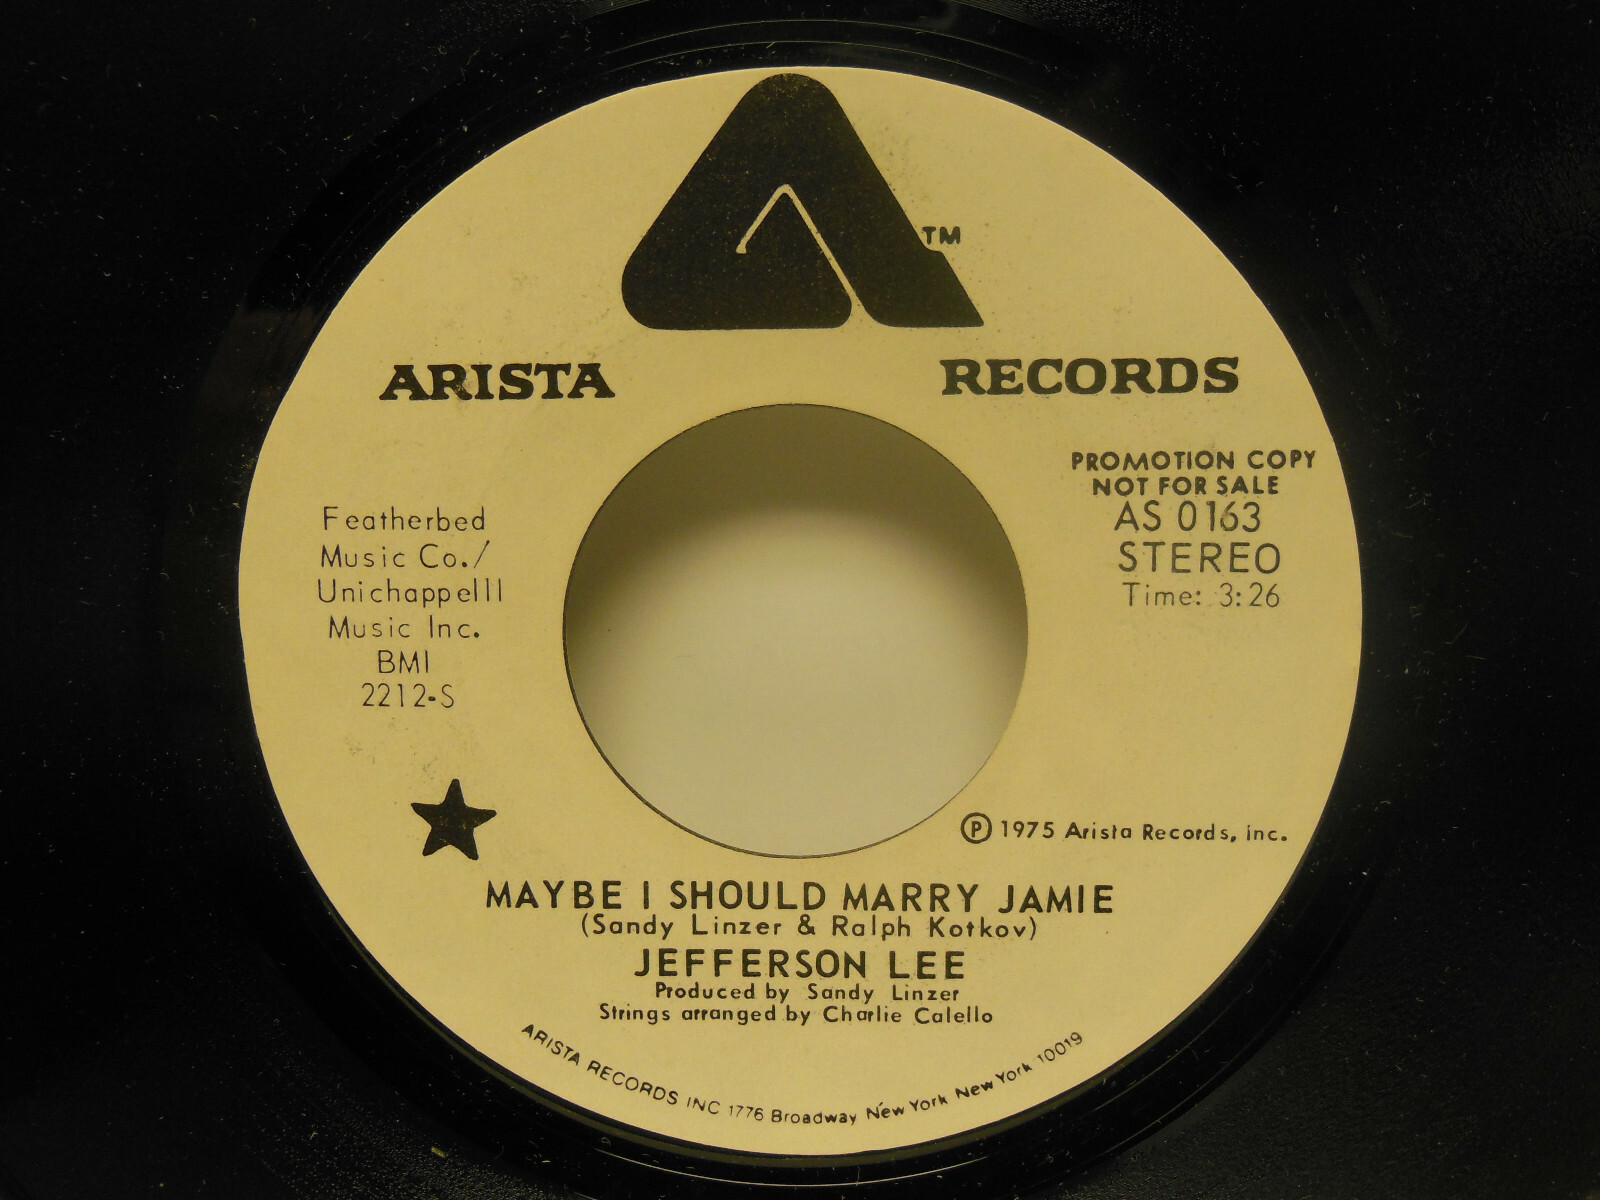 TM
ARISTA RECORDS
PROMOTION COPY
NOT FOR SALE
AS 0163
STEREO
Time: 3:26
Featherbed
Music Co./
Unichappelll
Music Inc.
BMI
2212-S
Ⓟ 1975 Arista Records, inc.
MAYBE I SHOULD MARRY JAMIE
(Sandy Linzer & Ralph Kotkov)
JEFFERSON LEE
Produced by Sandy Linzer
Strings arranged by Charlie Calello
ARISTA RECORDS INC 1776 Broadway New York New York 10019